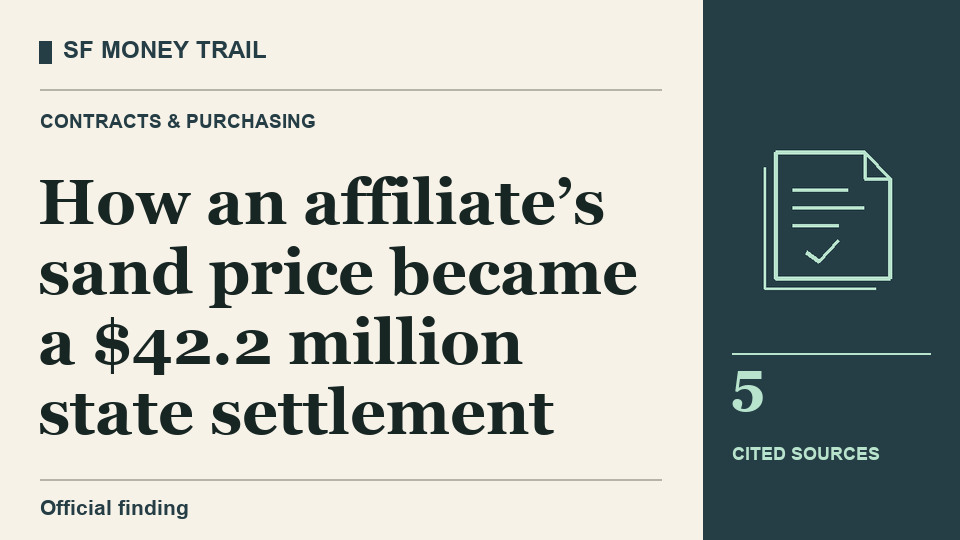 SF MONEY TRAIL
CONTRACTS & PURCHASING
How an affiliate’s
sand price became
a $42.2 million
state settlement
Official finding
5
CITED SOURCES